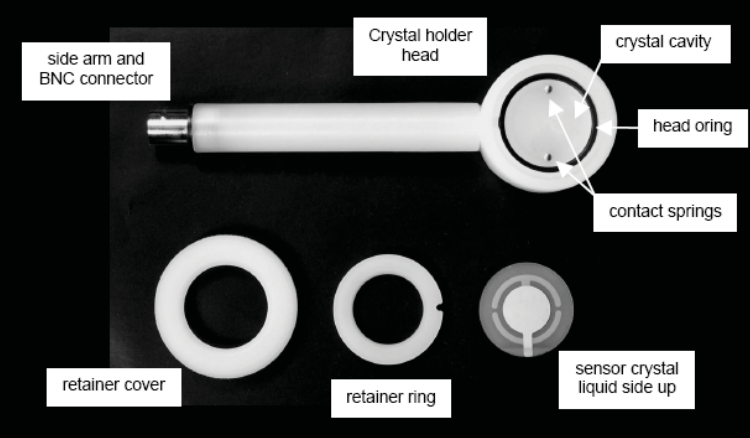 Crystal holder
head
crystal cavity
side arm and
BNC connector
head oring
contact springs
retainer cover
retainer ring
sensor crystal
liquid side up